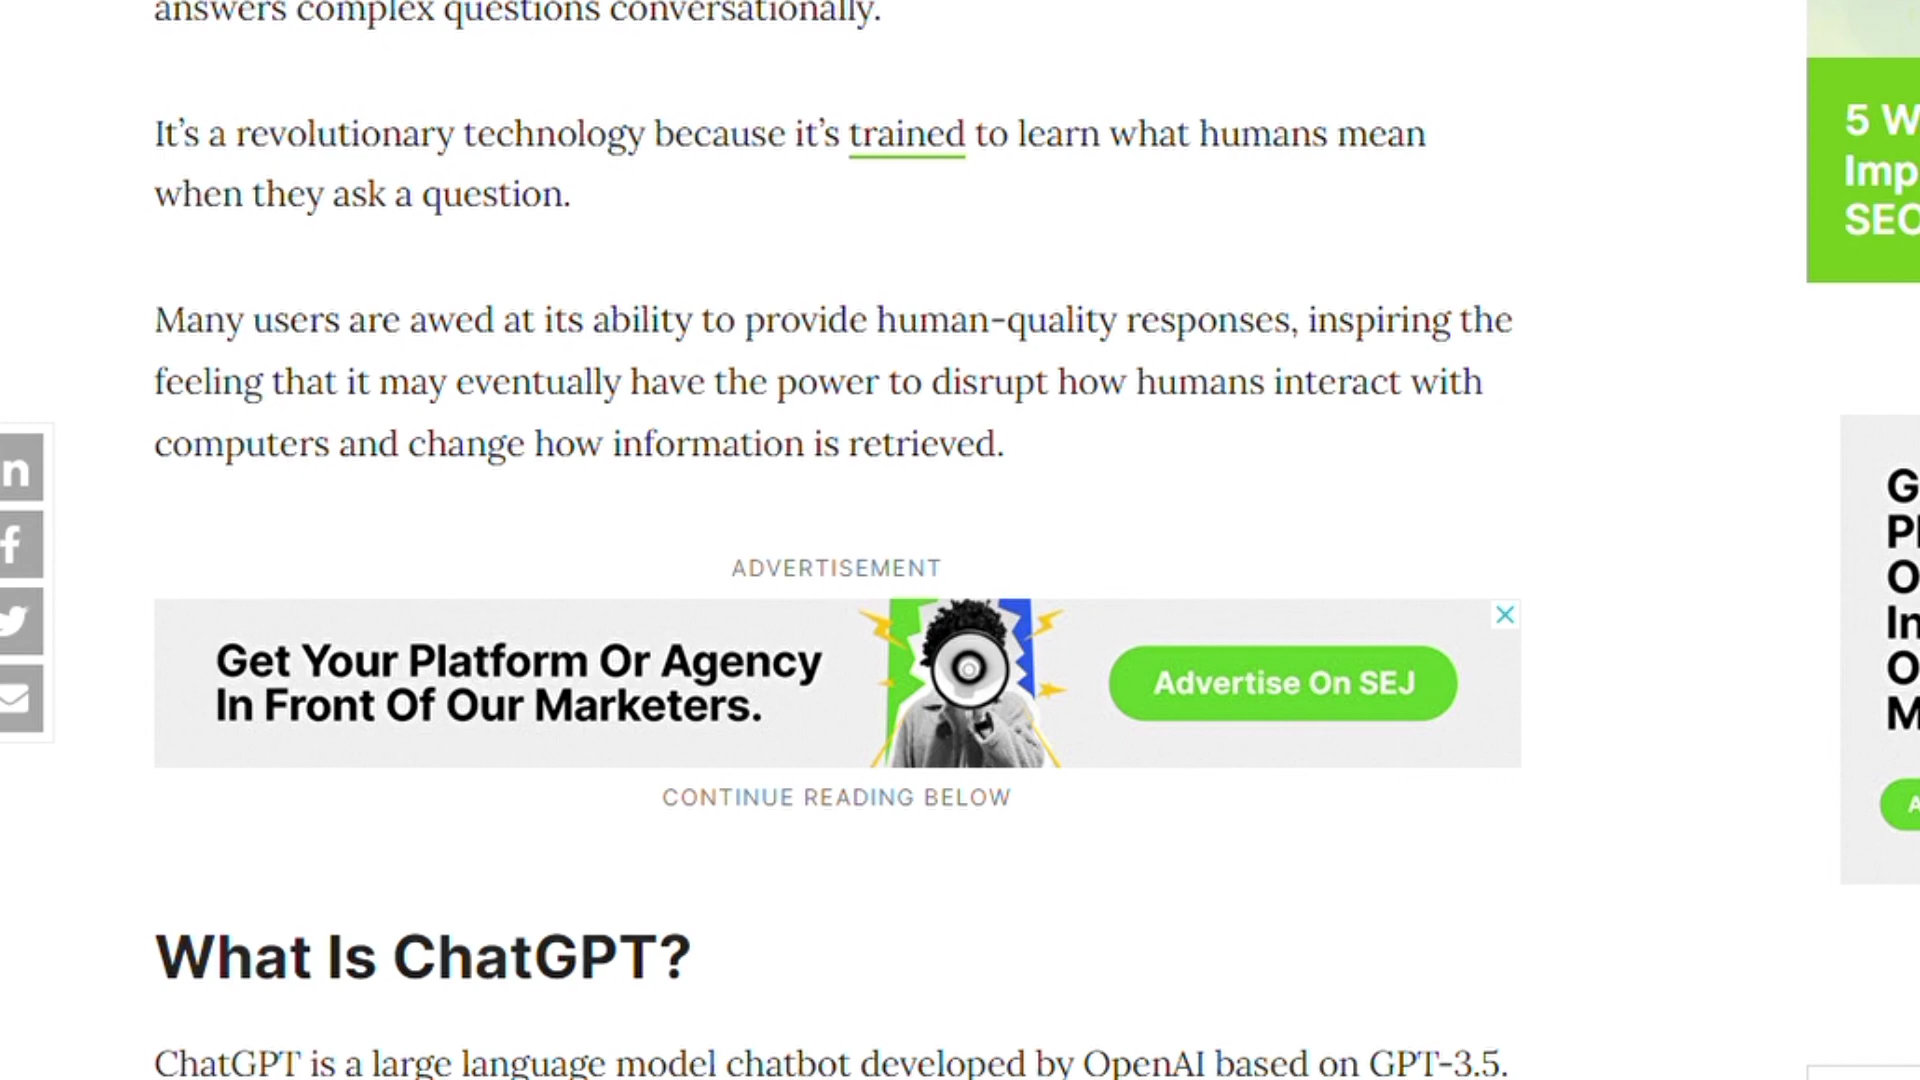 answers complex questions conversationally.
It's a revolutionary technology because it's trained to learn what humans mean
when they ask a question.
Many users are awed at its ability to provide human-quality responses, inspiring the
feeling that it may eventually have the power to disrupt how humans interact with
computers and change how information is retrieved.
ADVERTISEMENT
Get Your Platform Or Agency
In Front Of Our Marketers.
Advertise On SEJ
CONTINUE READING BELOW
What Is ChatGPT?
ChatGPT is a large language model chatbot developed by OpenAI based on GPT-3.5.
5 W
Imp
SEO
G
Pl
O
In
O
M
A